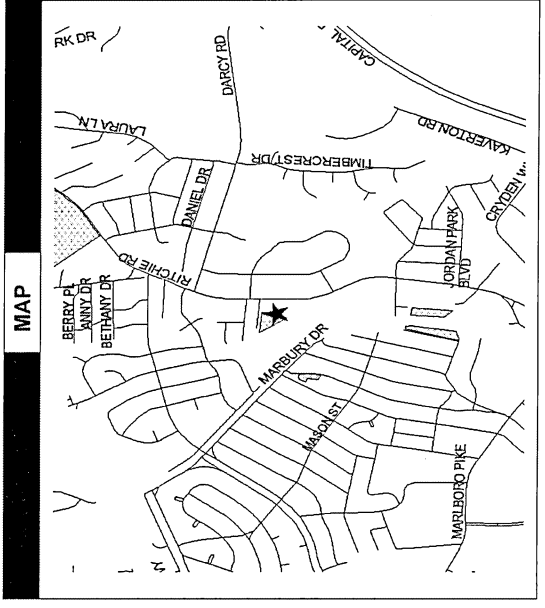 MAP
RK DR
DARCY RD
CAPITAL
LAURA LN
KAVERTON RD
TIMBERCREST DR
DANIEL DR
CRYDEN W
JORDAN PARK
BLVD
RITCHIE RD
BERRY PL
ANNY DR
BETHANY DR
MARBURY DR
MASON ST
MARLBORO PIKE